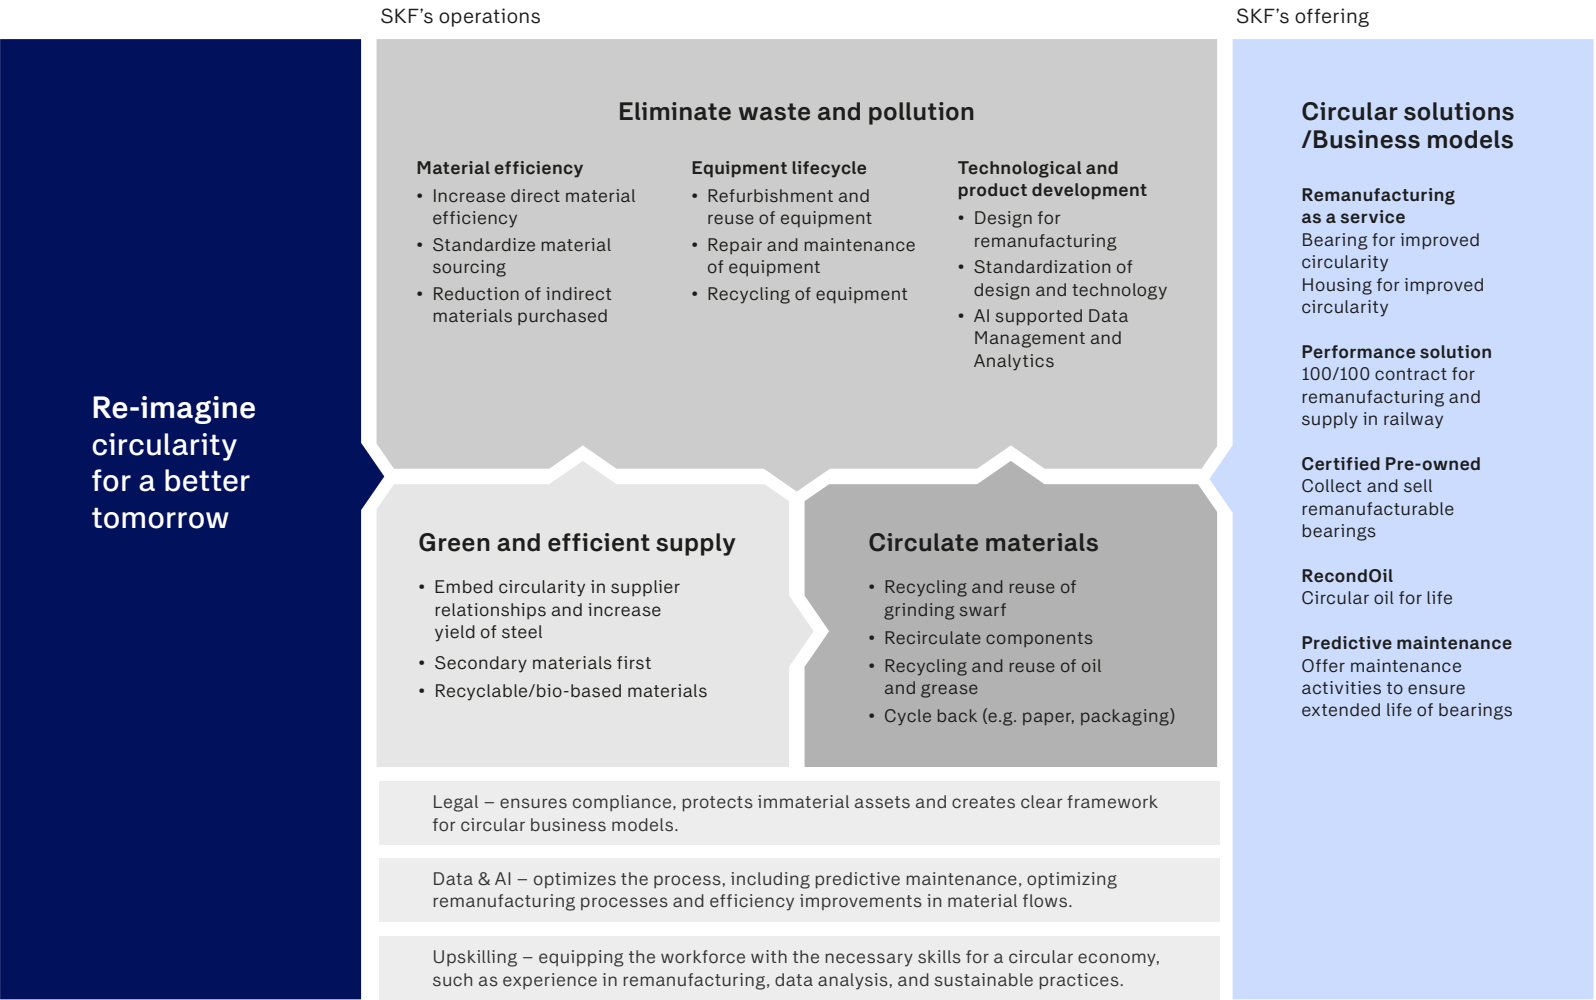 SKF’s operations
SKF’s offering
Re-imagine
circularity
for a better
tomorrow
Eliminate waste and pollution
Material efficiency
• Increase direct material
efficiency
• Standardize material
sourcing
• Reduction of indirect
materials purchased
Equipment lifecycle
• Refurbishment and
reuse of equipment
• Repair and maintenance
of equipment
• Recycling of equipment
Technological and
product development
• Design for
remanufacturing
• Standardization of
design and technology
• AI supported Data
Management and
Analytics
Green and efficient supply
• Embed circularity in supplier
relationships and increase
yield of steel
• Secondary materials first
• Recyclable/bio-based materials
Circulate materials
• Recycling and reuse of
grinding swarf
• Recirculate components
• Recycling and reuse of oil
and grease
• Cycle back (e.g. paper, packaging)
Legal – ensures compliance, protects immaterial assets and creates clear framework
for circular business models.
Data & AI – optimizes the process, including predictive maintenance, optimizing
remanufacturing processes and efficiency improvements in material flows.
Upskilling – equipping the workforce with the necessary skills for a circular economy,
such as experience in remanufacturing, data analysis, and sustainable practices.
Circular solutions
/Business models
Remanufacturing
as a service
Bearing for improved
circularity
Housing for improved
circularity
Performance solution
100/100 contract for
remanufacturing and
supply in railway
Certified Pre-owned
Collect and sell
remanufacturable
bearings
RecondOil
Circular oil for life
Predictive maintenance
Offer maintenance
activities to ensure
extended life of bearings